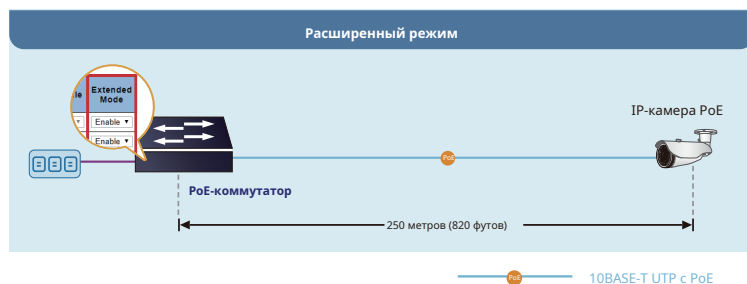 Расширенный режим
le
Extended
Mode
Enable
Enable
IP-камера PoE
PoE
PoE-коммутатор
250 метров (820 футов)
PoE
10BASE-T UTP с PoE